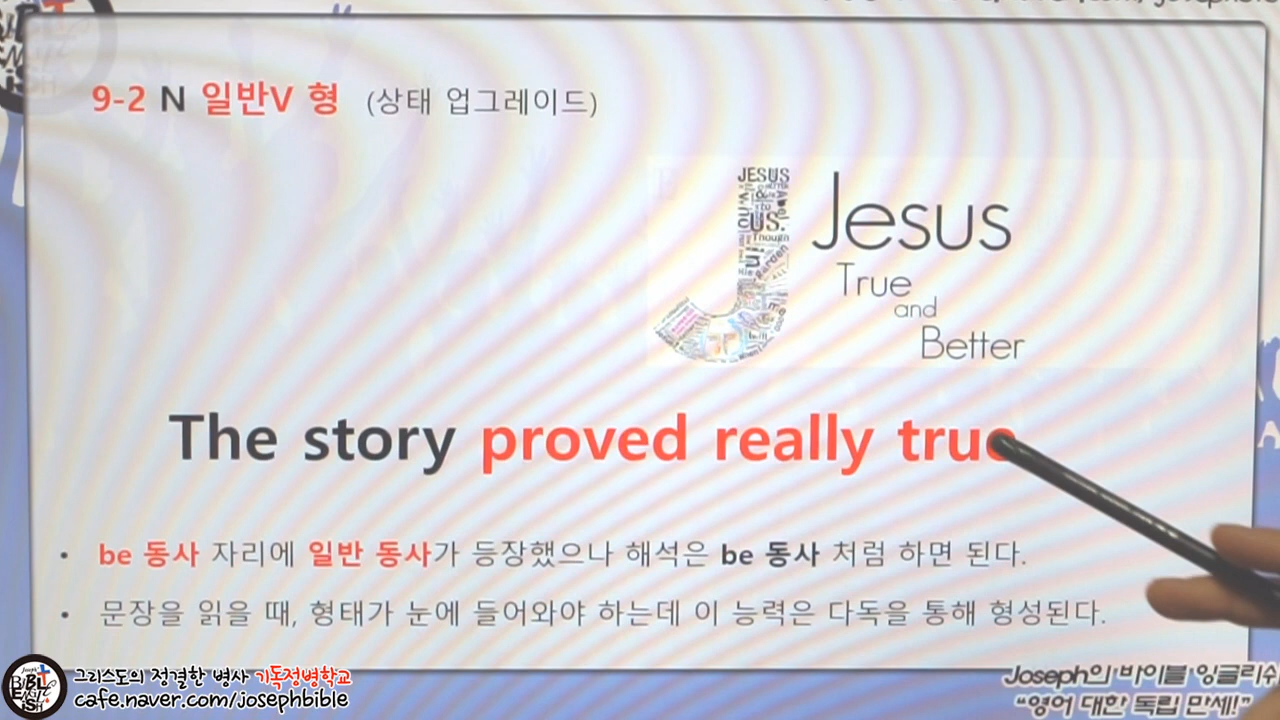 9-2 N 일반V 형 (상태 업그레이드)
JESUS
US.
Though
garden
Jesus
True
and
Better
The story proved really true
• be 동사 자리에 일반 동사가 등장했으나 해석은 be 동사 처럼 하면 된다.
• 문장을 읽을 때, 형태가 눈에 들어와야 하는데 이 능력은 다독을 통해 형성된다.
그리스도의 정결한 병사 기독정병학교
cafe.naver.com/josephbible
Joseph의 바이블 잉글리쉬
“영어 대한 독립 만세!”